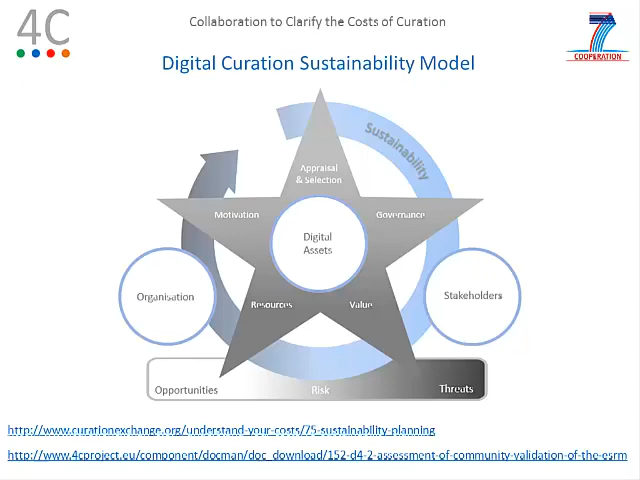 4C
Collaboration to Clarify the Costs of Curation
7
COOPERATION
Digital Curation Sustainability Model
Sustainability
Appraisal
& Selection
Motivation
Governance
Digital
Assets
Organisation
Stakeholders
Resources
Value
Opportunities
Risk
Threats
http://www.curationexchange.org/understand-your-costs/75-sustainability-planning
http://www.4cproject.eu/component/docman/doc_download/152-d4-2-assessment-of-community-validation-of-the-esrm